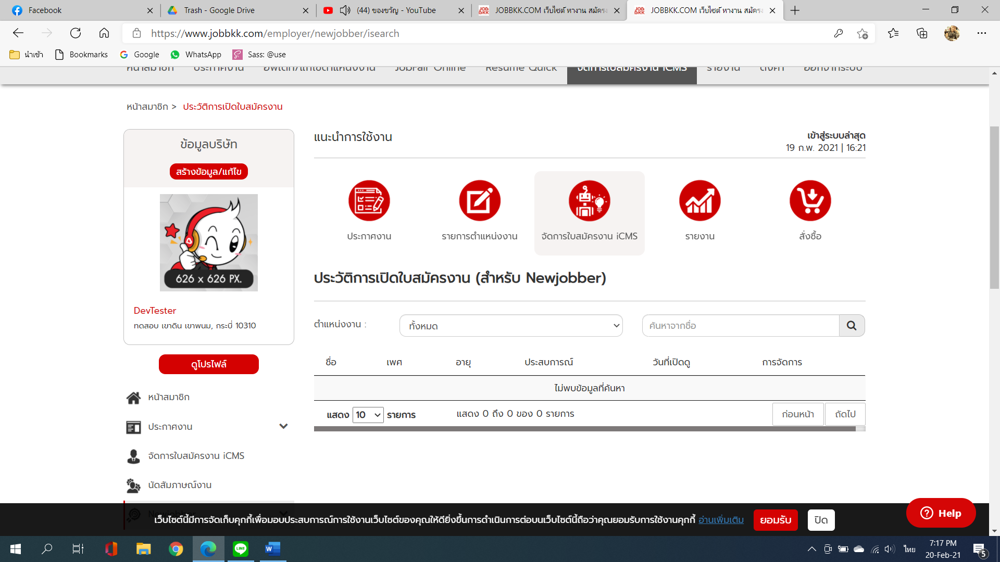 Facebook
Trash - Google Drive
(44) ของขวัญ - YouTube
JOBBKK.COM เว็บไซต์ หางาน สมัครง
JOBBKK.COM เว็บไซต์ หางาน สมัครง
https://www.jobbkk.com/employer/newjobber/isearch
นำเข้า
Bookmarks
Google
WhatsApp
Sass: @use
หน้าสมาชิก ประกาศงาน อัพเดท/แก้ไขตำแหน่งงาน JobFair Online Resume Quick จัดการใบสมัครงาน iCMS รายงาน ตั้งค่า ออกจากระบบ
หน้าสมาชิก > ประวัติการเปิดใบสมัครงาน
ข้อมูลบริษัท
สร้างข้อมูล/แก้ไข
626 x 626 PX.
DevTester
ทดสอบ เขาดิน เขาพนม, กระบี่ 10310
ดูโปรไฟล์
หน้าสมาชิก
ประกาศงาน
จัดการใบสมัครงาน iCMS
นัดสัมภาษณ์งาน
Newjobber
แนะนำการใช้งาน
เข้าสู่ระบบล่าสุด
19 ก.พ. 2021 | 16:21
ประกาศงาน
รายการตำแหน่งงาน
จัดการใบสมัครงาน iCMS
รายงาน
สั่งซื้อ
ประวัติการเปิดใบสมัครงาน (สำหรับ Newjobber)
ตำแหน่งงาน :
ทั้งหมด
ค้นหาจากชื่อ
ชื่อ เพศ อายุ ประสบการณ์ วันที่เปิดดู การจัดการ
ไม่พบข้อมูลที่ค้นหา
แสดง 10 รายการ
แสดง 0 ถึง 0 ของ 0 รายการ
ก่อนหน้า
ถัดไป
เว็บไซต์นี้มีการจัดเก็บคุกกี้เพื่อมอบประสบการณ์การใช้งานเว็บไซต์ของคุณให้ดียิ่งขึ้นการดำเนินการต่อบนเว็บไซต์นี้ถือว่าคุณยอมรับการใช้งานคุกกี้ อ่านเพิ่มเติม
ยอมรับ
ปิด
Help
ไทย
7:17 PM
20-Feb-21
5